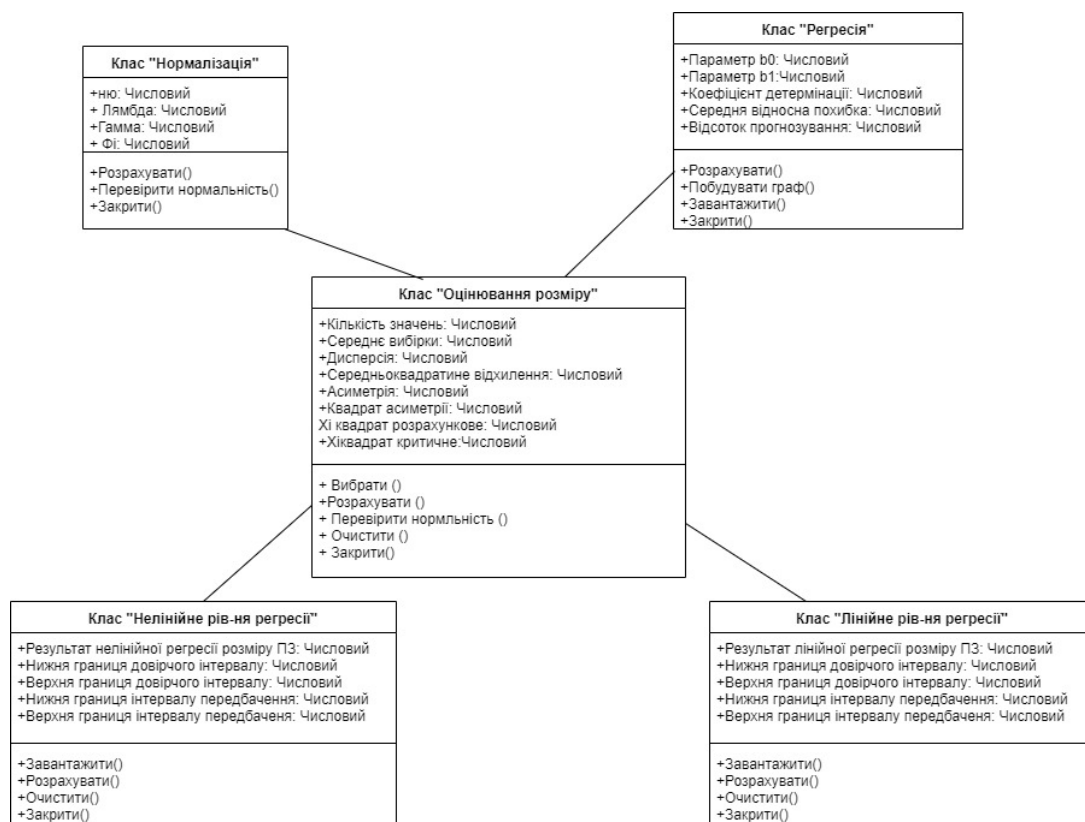 Клас "Нормалізація"
+ню: Числовий
+ Лямбда: Числовий
+Гамма: Числовий
+ Фі: Числовий
+Розрахувати()
+Перевірити нормальність()
+Закрити()
Клас "Регресія"
+Параметр b0: Числовий
+Параметр b1:Числовий
+Коефіцієнт детермінації: Числовий
+Середня відносна похибка: Числовий
+Відсоток прогнозування: Числовий
+Розрахувати()
+Побудувати граф()
+Завантажити()
+Закрити()
Клас "Оцінювання розміру"
+Кількість значень: Числовий
+Середнє вибірки: Числовий
+Дисперсія: Числовий
+Середньоквадратине відхилення: Числовий
+Асиметрія: Числовий
+Квадрат асиметрії: Числовий
Хі квадрат розрахункове: Числовий
+Хіквадрат критичне:Числовий
+ Вибрати ()
+Розрахувати ()
+ Перевірити нормльність ()
+ Очистити ()
+ Закрити()
Клас "Нелінійне рів-ня регресії"
+Результат нелінійної регресії розміру ПЗ: Числовий
+Нижня границя довірчого інтервалу: Числовий
+Верхня границя довірчого інтервалу: Числовий
+Нижня границя інтервалу передбачення: Числовий
+Верхня границя інтервалу передбаченя: Числовий
+Завантажити()
+Розрахувати()
+Очистити()
+Закрити()
Клас "Лінійне рів-ня регресії"
+Результат лінійної регресії розміру ПЗ: Числовий
+Нижня границя довірчого інтервалу: Числовий
+Верхня границя довірчого інтервалу: Числовий
+Нижня границя інтервалу передбачення: Числовий
+Верхня границя інтервалу передбаченя: Числовий
+Завантажити()
+Розрахувати()
+Очистити()
+Закрити()